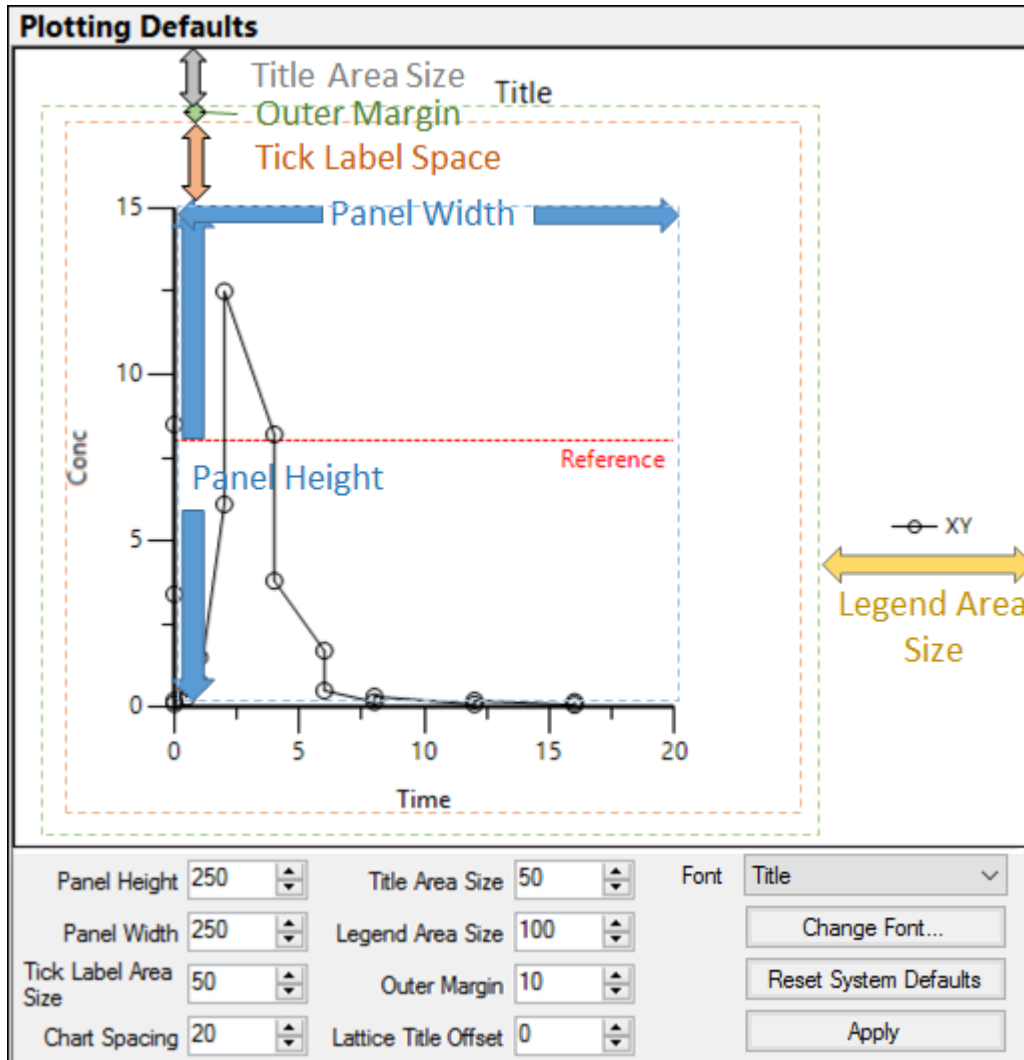 Plotting Defaults
Title Area Size
Title
Outer Margin
Tick Label Space
15
Panel Width
10
Conc
Reference
Panel Height
5
XY
Legend Area
Size
0
0 5 10 15 20
Time
Panel Height 250 Title Area Size 50 Font Title
Panel Width 250 Legend Area Size 100 Change Font...
Tick Label Area
Size 50 Outer Margin 10 Reset System Defaults
Chart Spacing 20 Lattice Title Offset 0 Apply